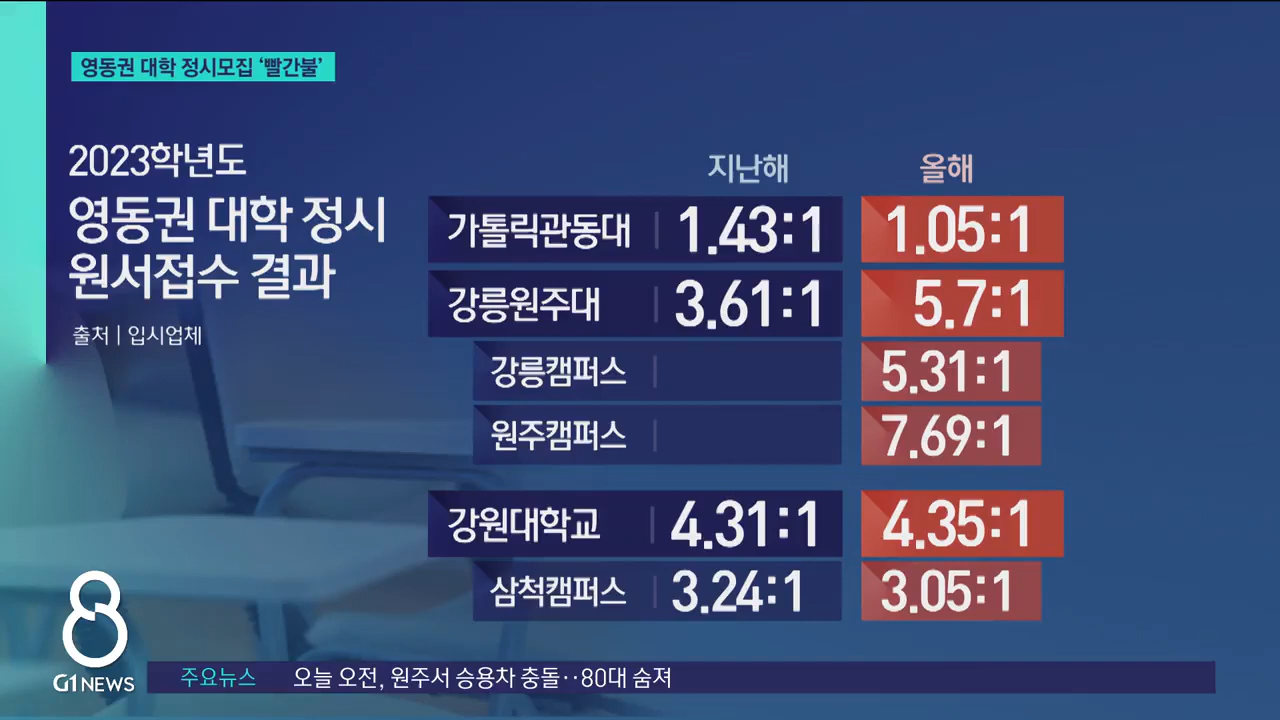 영동권 대학 정시모집 ‘빨간불’
2023학년도
영동권 대학 정시
원서접수 결과
출처 | 입시업체
지난해 올해
가톨릭관동대 1.43:1 1.05:1
강릉원주대 3.61:1 5.7:1
강릉캠퍼스 5.31:1
원주캠퍼스 7.69:1
강원대학교 4.31:1 4.35:1
삼척캠퍼스 3.24:1 3.05:1
8
G1 NEWS
주요뉴스 오늘 오전, 원주서 승용차 충돌‥80대 숨져